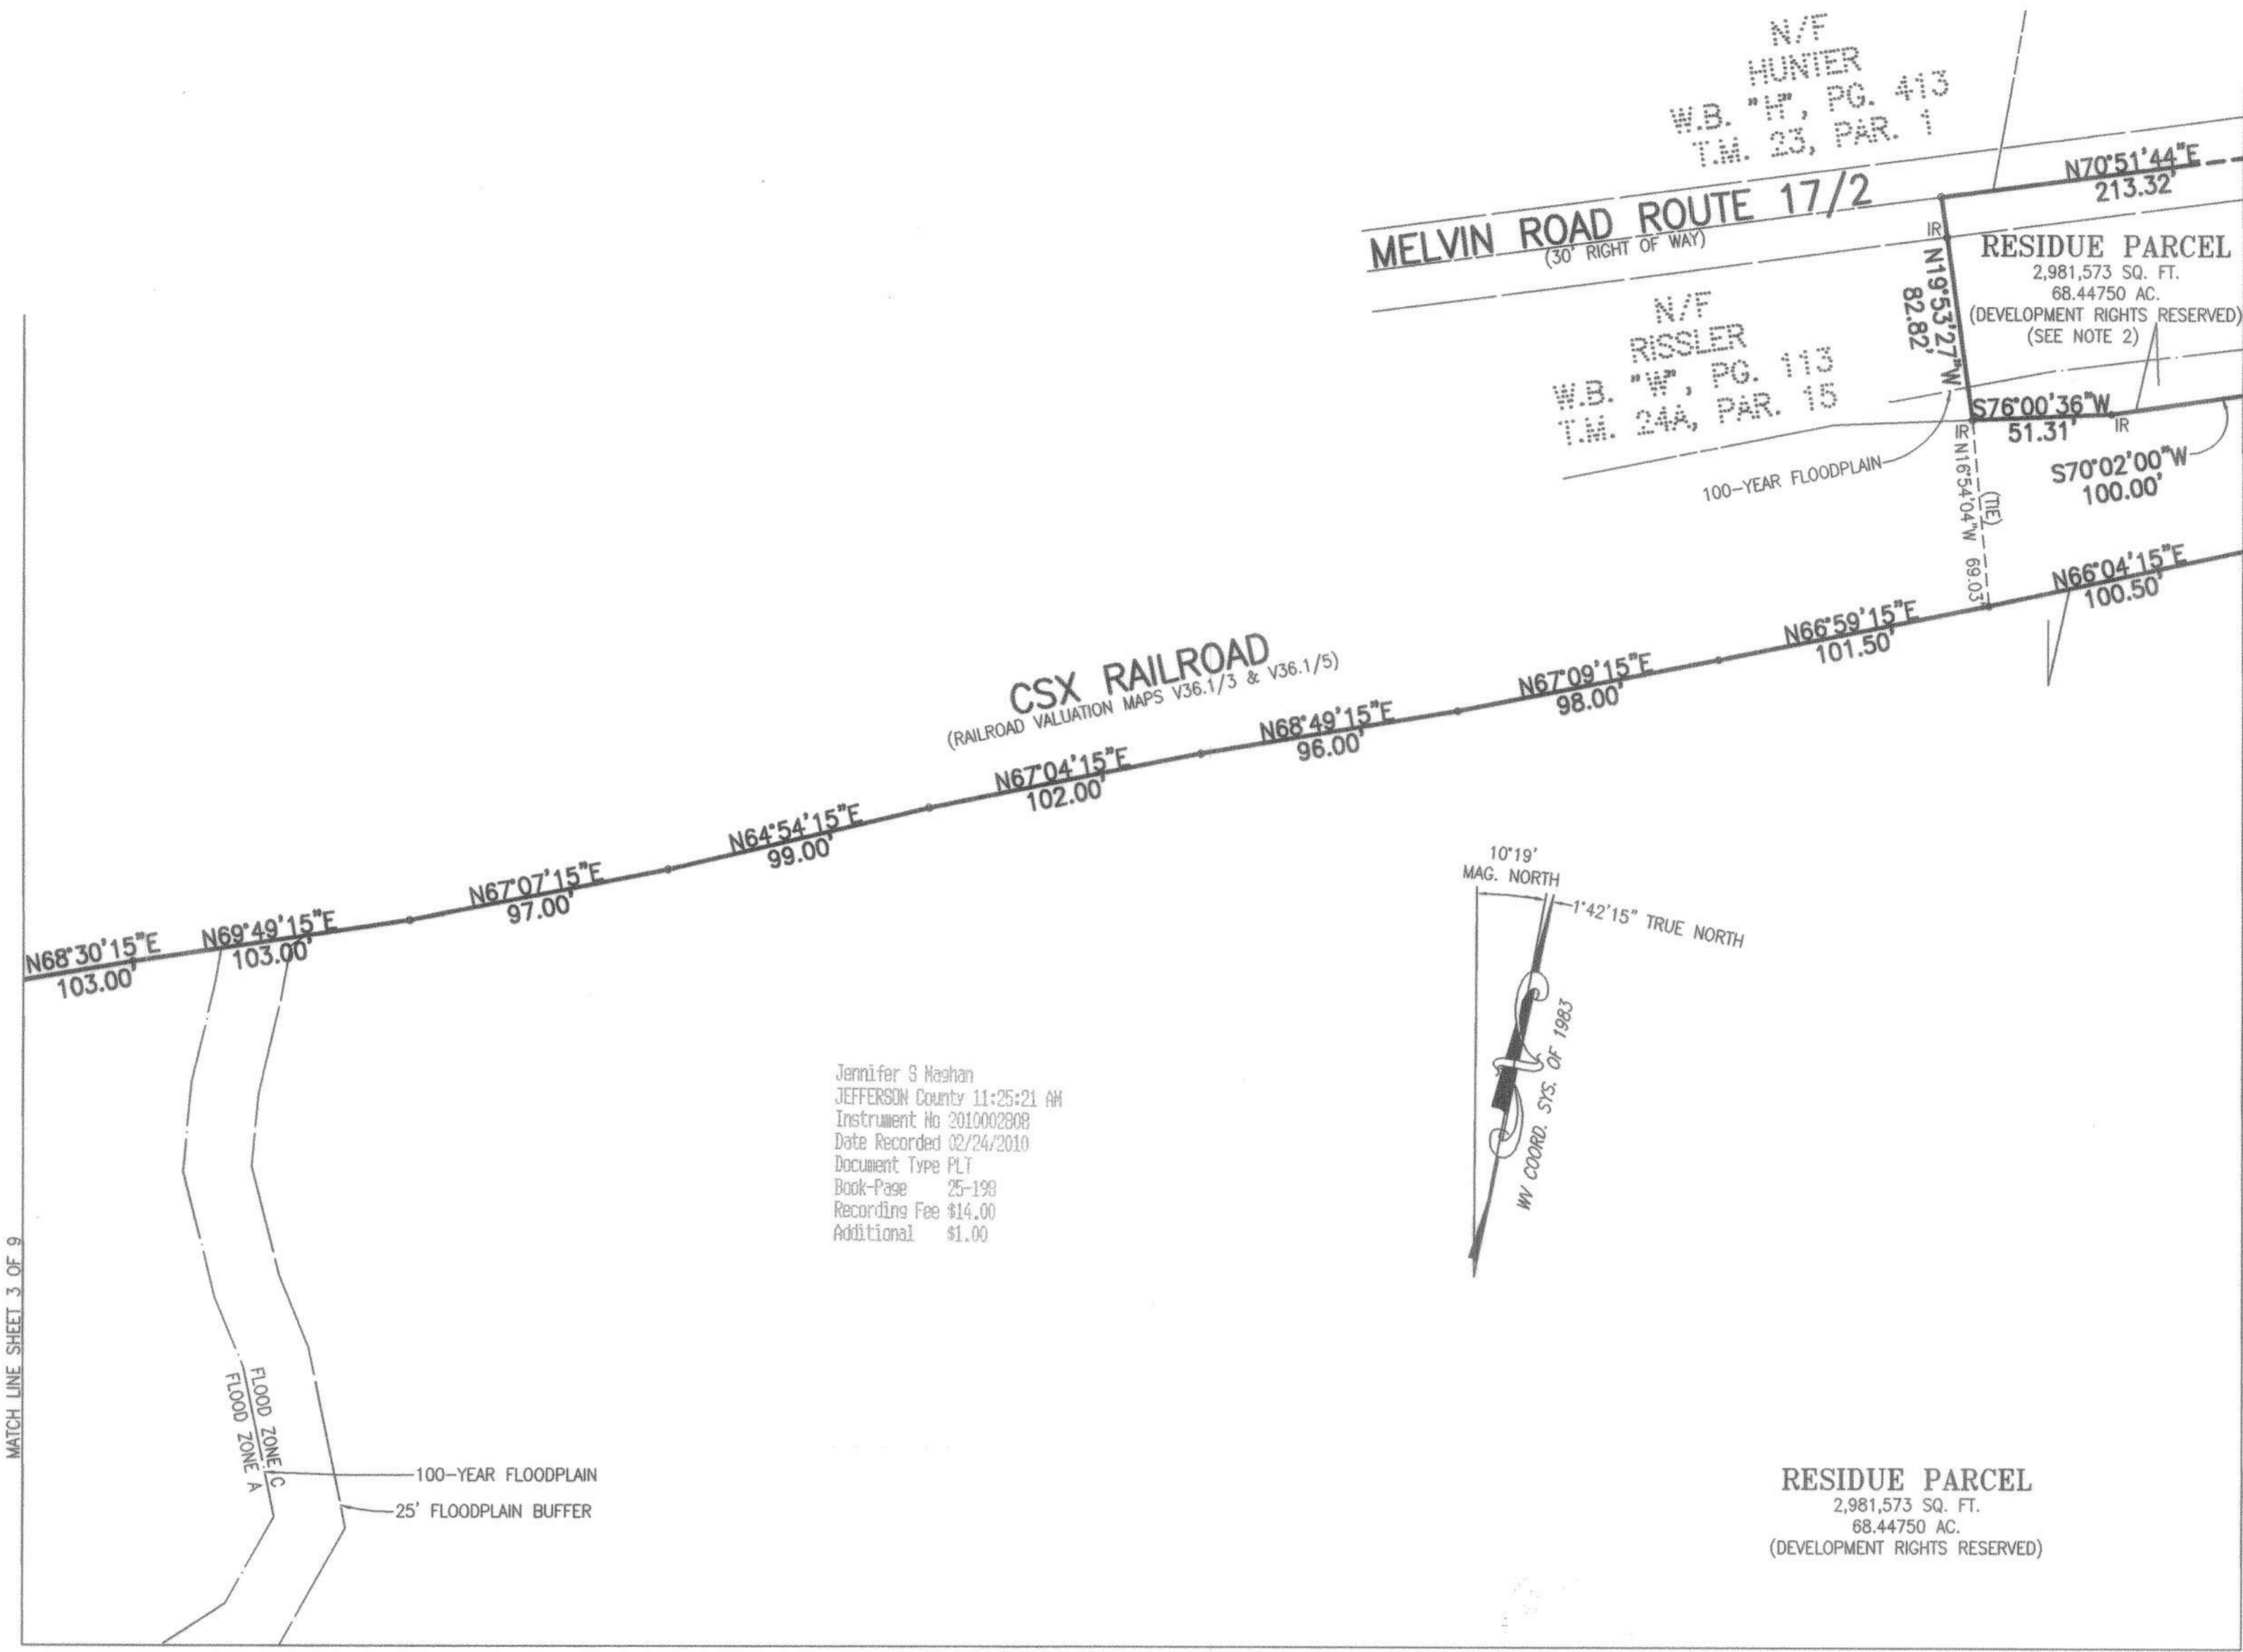 N/F
HUNTER
W.B. "H", PG. 413
T.M. 23, PAR. 1
N70°51'44"E
213.32'
MELVIN ROAD ROUTE 17/2
(30' RIGHT OF WAY)
IR
N19°53'27"W
82.82'
RESIDUE PARCEL
2,981,573 SQ. FT.
68.44750 AC.
(DEVELOPMENT RIGHTS RESERVED)
(SEE NOTE 2)
N/F
RISSLER
W.B. "W", PG. 113
T.M. 24A, PAR. 15
S76°00'36"W
51.31'
IR
IR
100-YEAR FLOODPLAIN
S70°02'00"W
100.00'
N16°54'04"W 69.03'
(TIE)
N66°04'15"E
100.50'
N66°59'15"E
101.50'
CSX RAILROAD
(RAILROAD VALUATION MAPS V36.1/3 & V36.1/5)
N67°09'15"E
98.00'
N68°49'15"E
96.00'
N67°04'15"E
102.00'
N64°54'15"E
99.00'
N67°07'15"E
97.00'
N69°49'15"E
103.00'
N68°30'15"E
103.00'
10°19'
MAG. NORTH
1°42'15" TRUE NORTH
WV COORD. SYS. OF 1983
Jennifer S Maghan
JEFFERSON County 11:25:21 AM
Instrument No 2010002808
Date Recorded 02/24/2010
Document Type PLT
Book-Page 25-198
Recording Fee $14.00
Additional $1.00
MATCH LINE SHEET 3 OF 9
FLOOD ZONE C
FLOOD ZONE A
100-YEAR FLOODPLAIN
25' FLOODPLAIN BUFFER
RESIDUE PARCEL
2,981,573 SQ. FT.
68.44750 AC.
(DEVELOPMENT RIGHTS RESERVED)